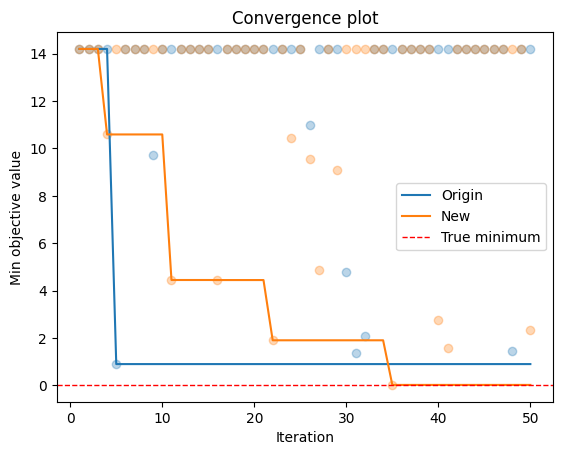 Convergence plot
Min objective value
14
12
10
8
6
4
2
0
Origin
New
True minimum
0
10
20
30
40
50
Iteration